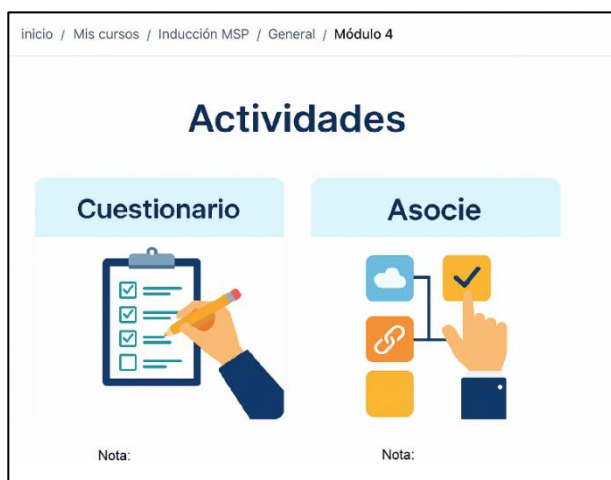 inicio / Mis cursos / Inducción MSP / General / Módulo 4
Actividades
Cuestionario
Asocie
Nota:
Nota: